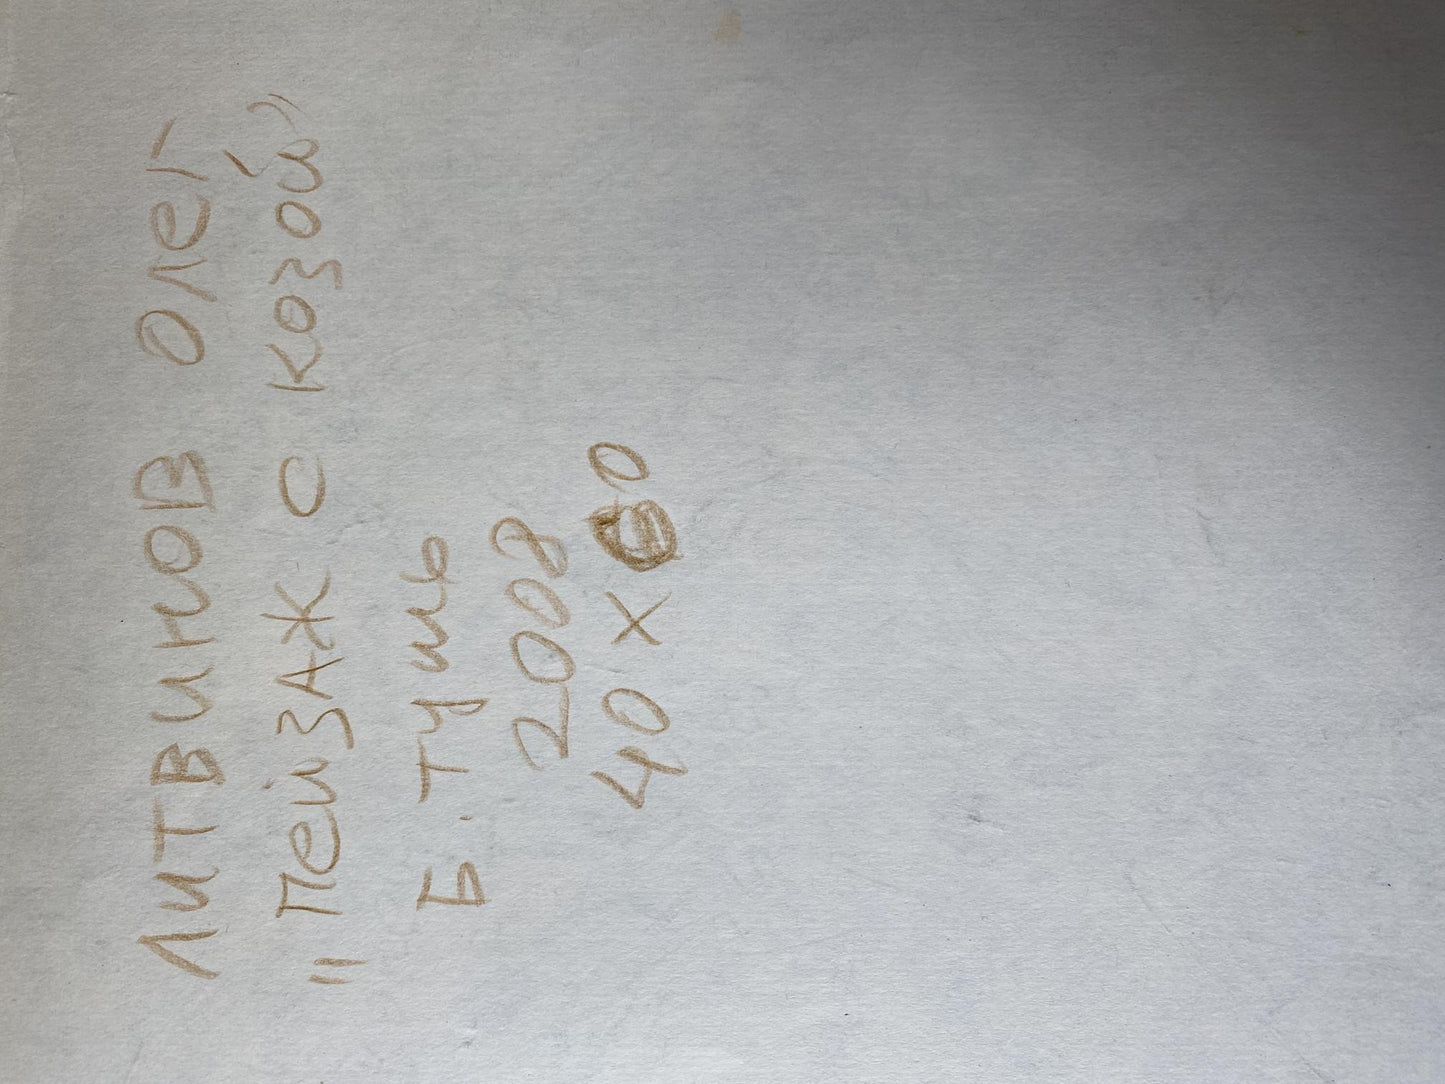 ЛИТВИНОВ ОЛЕГ
"Пейзаж с козой"
Б. Тушь
2008
40 х 60